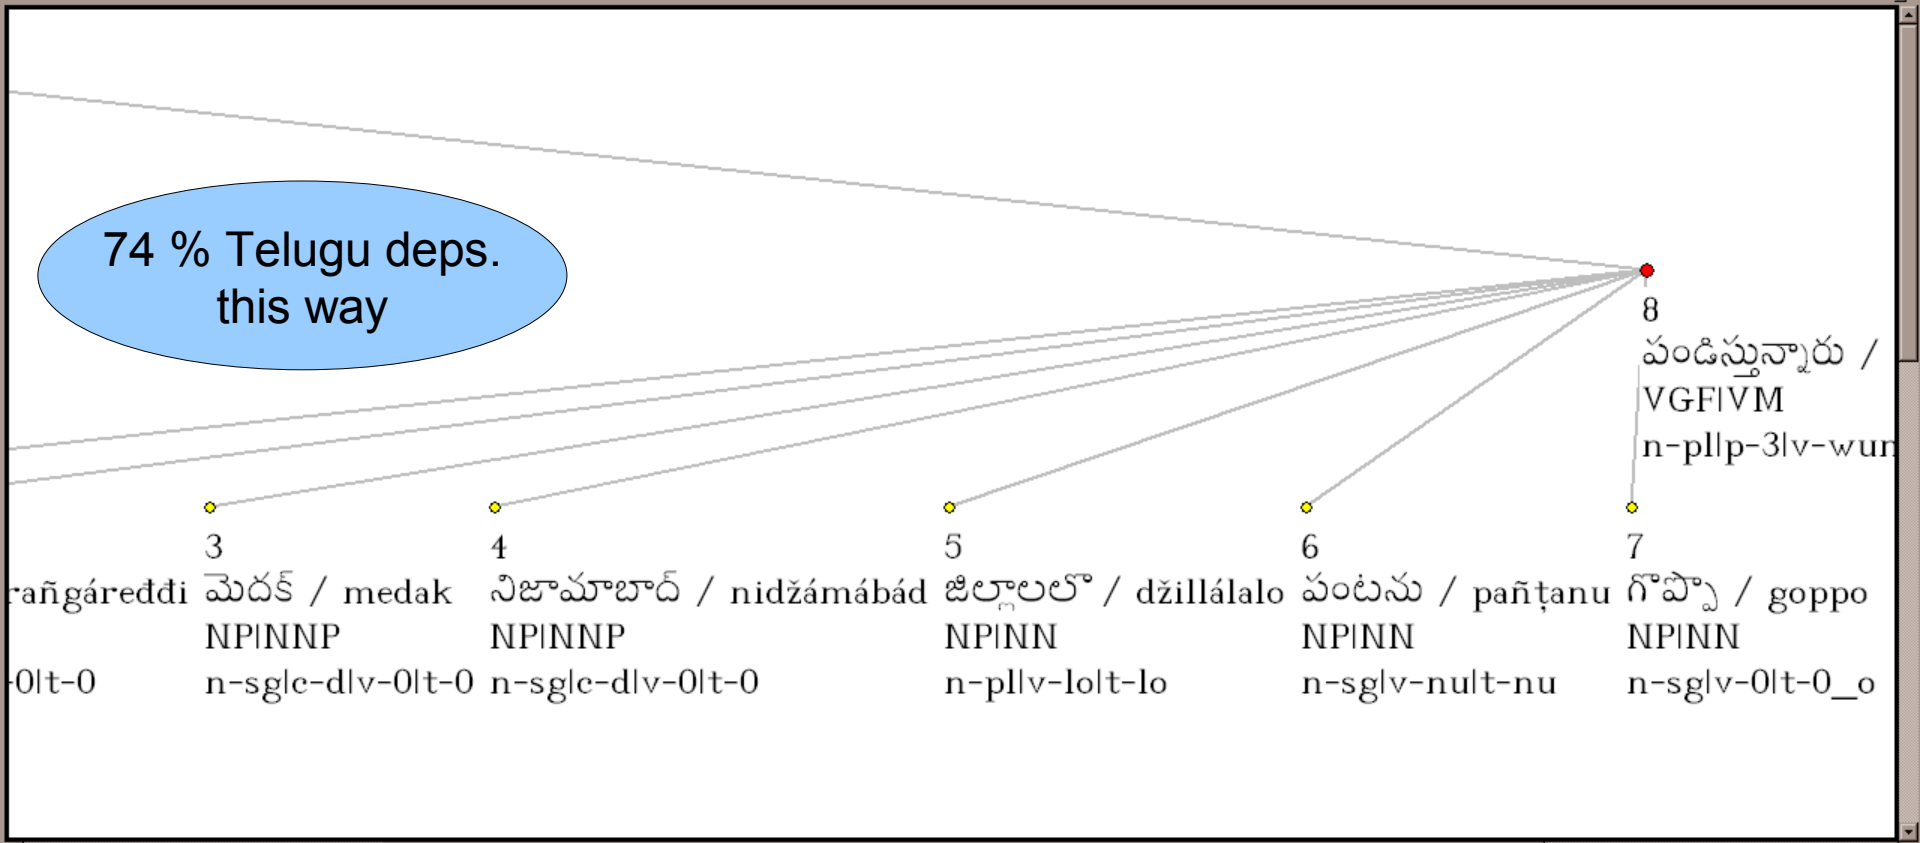 74 % Telugu deps.
this way
8
పండిస్తున్నారు /
VGF|VM
n-pl|p-3|v-wun
3
4
5
6
7
rañgáreddi
మెదక్ / medak
నిజామాబాద్ / nidžámábád
జిల్లాలలొ / džillálalo
పంటను / pañṭanu
గొప్పొ / goppo
NP|NNP
NP|NNP
NP|NN
NP|NN
NP|NN
-0|t-0
n-sg|c-d|v-0|t-0
n-sg|c-d|v-0|t-0
n-pl|v-lo|t-lo
n-sg|v-nu|t-nu
n-sg|v-0|t-0_o